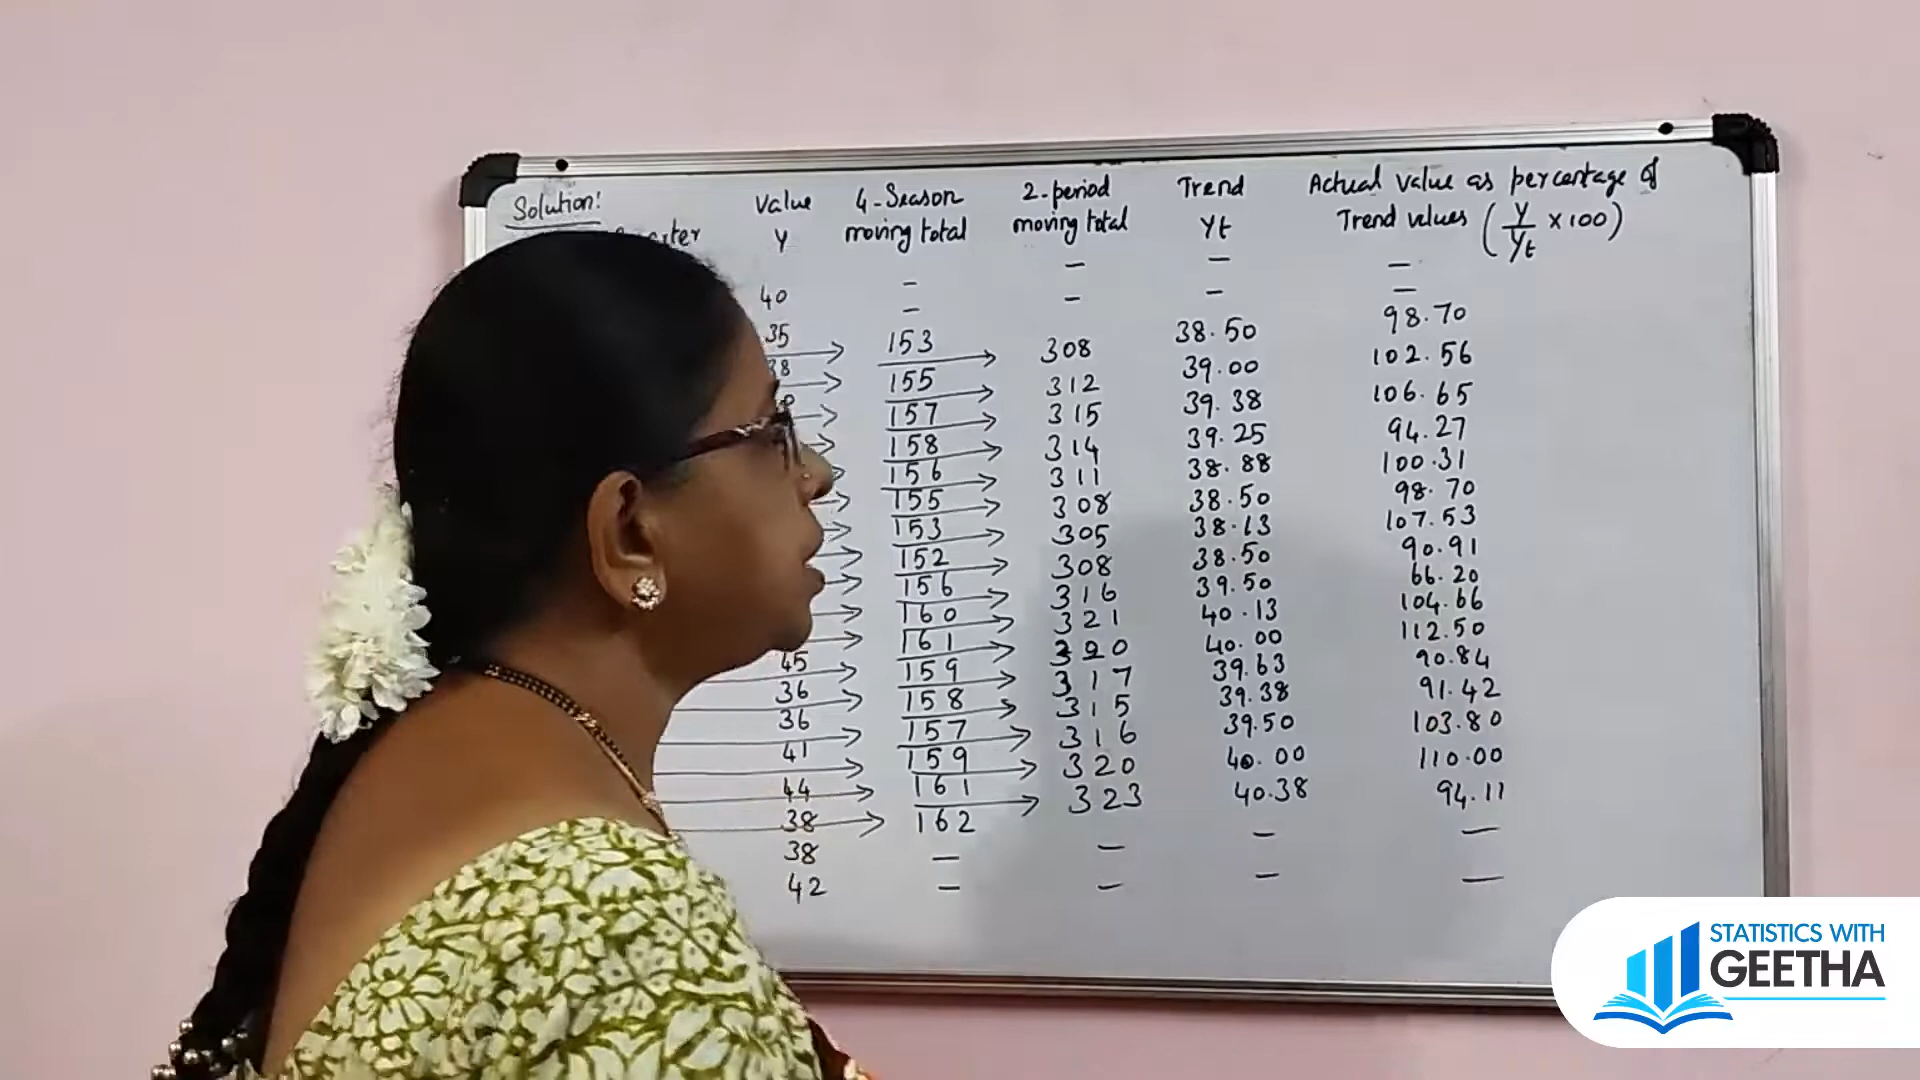 Solution: Value 4-Season 2-period Trend Actual value as percentage of
Y moving total moving total Yt Trend values (Y/Yt × 100)
— — — —
40 — — — —
35 153 308 38.50 98.70
155 312 39.00 102.56
157 315 39.38 106.65
158 314 39.25 94.27
156 311 38.88 100.31
155 308 38.50 98.70
153 305 38.13 107.53
152 308 38.50 90.91
156 316 39.50 66.20
160 321 40.13 104.66
161 320 40.00 112.50
45 159 317 39.63 90.84
36 158 315 39.38 91.42
36 157 316 39.50 103.80
41 159 320 40.00 110.00
44 161 323 40.38 94.11
38 162 — —
38 — —
42 — — — —
STATISTICS WITH
GEETHA